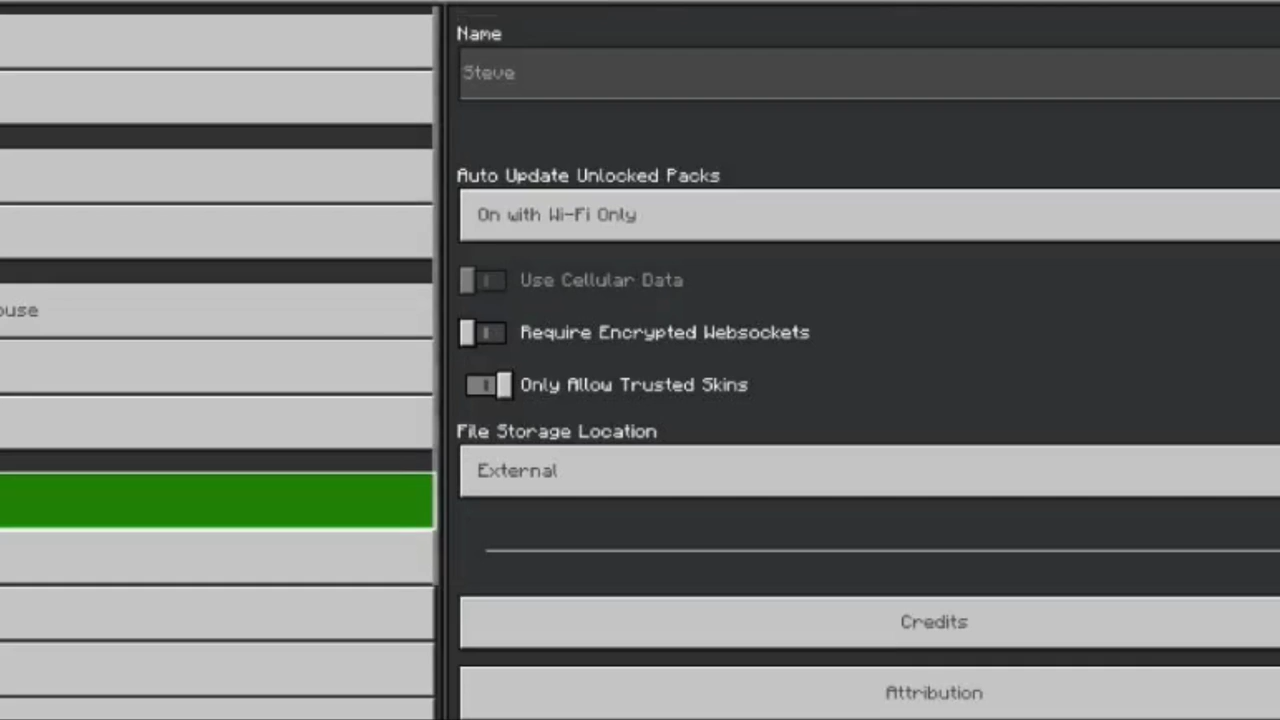 Name
Steve
Auto Update Unlocked Packs
On with Wi-Fi Only
Use Cellular Data
ouse
Require Encrypted Websockets
Only Allow Trusted Skins
File Storage Location
External
Credits
Attribution